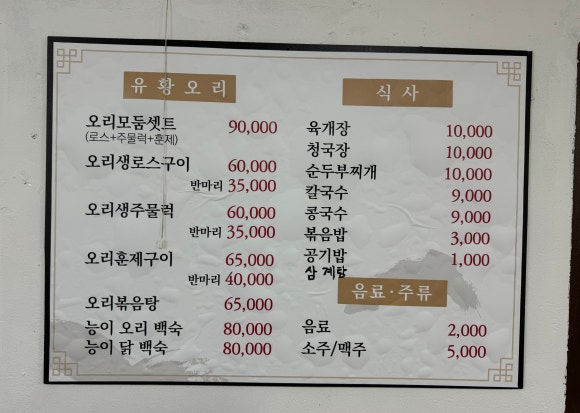 유황오리
오리모둠셋트 90,000
(로스+주물럭+훈제)
오리생로스구이 60,000
반마리 35,000
오리생주물럭 60,000
반마리 35,000
오리훈제구이 65,000
반마리 40,000
오리볶음탕 65,000
능이 오리 백숙 80,000
능이 닭 백숙 80,000
식사
육개장 10,000
청국장 10,000
순두부찌개 10,000
칼국수 9,000
콩국수 9,000
볶음밥 3,000
공기밥 1,000
삼계탕
음료·주류
음료 2,000
소주/맥주 5,000